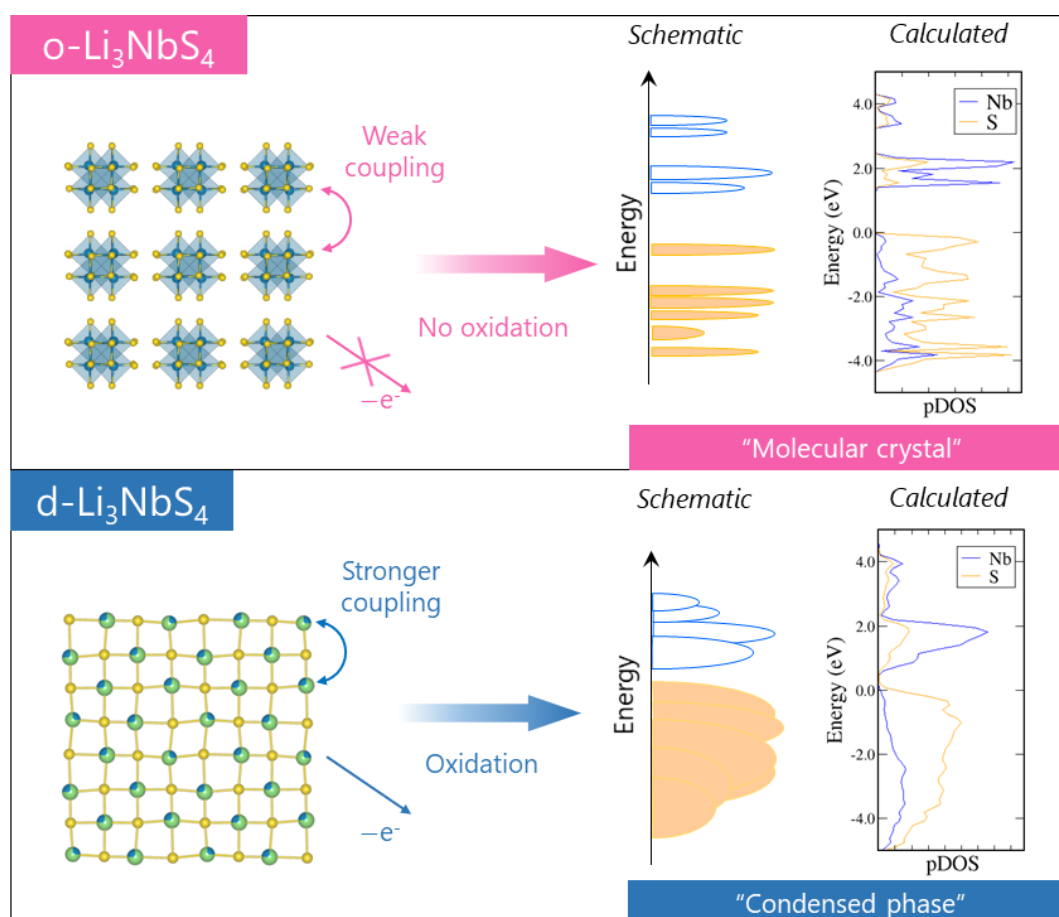 o-Li₃NbS₄
Schematic
Calculated
Weak
coupling
No oxidation
—e⁻
Energy
Energy (eV)
4.0
2.0
0.0
-2.0
-4.0
Nb
S
pDOS
"Molecular crystal"
d-Li₃NbS₄
Schematic
Calculated
Stronger
coupling
Oxidation
—e⁻
Energy
Energy (eV)
4.0
2.0
0.0
-2.0
-4.0
Nb
S
pDOS
"Condensed phase"